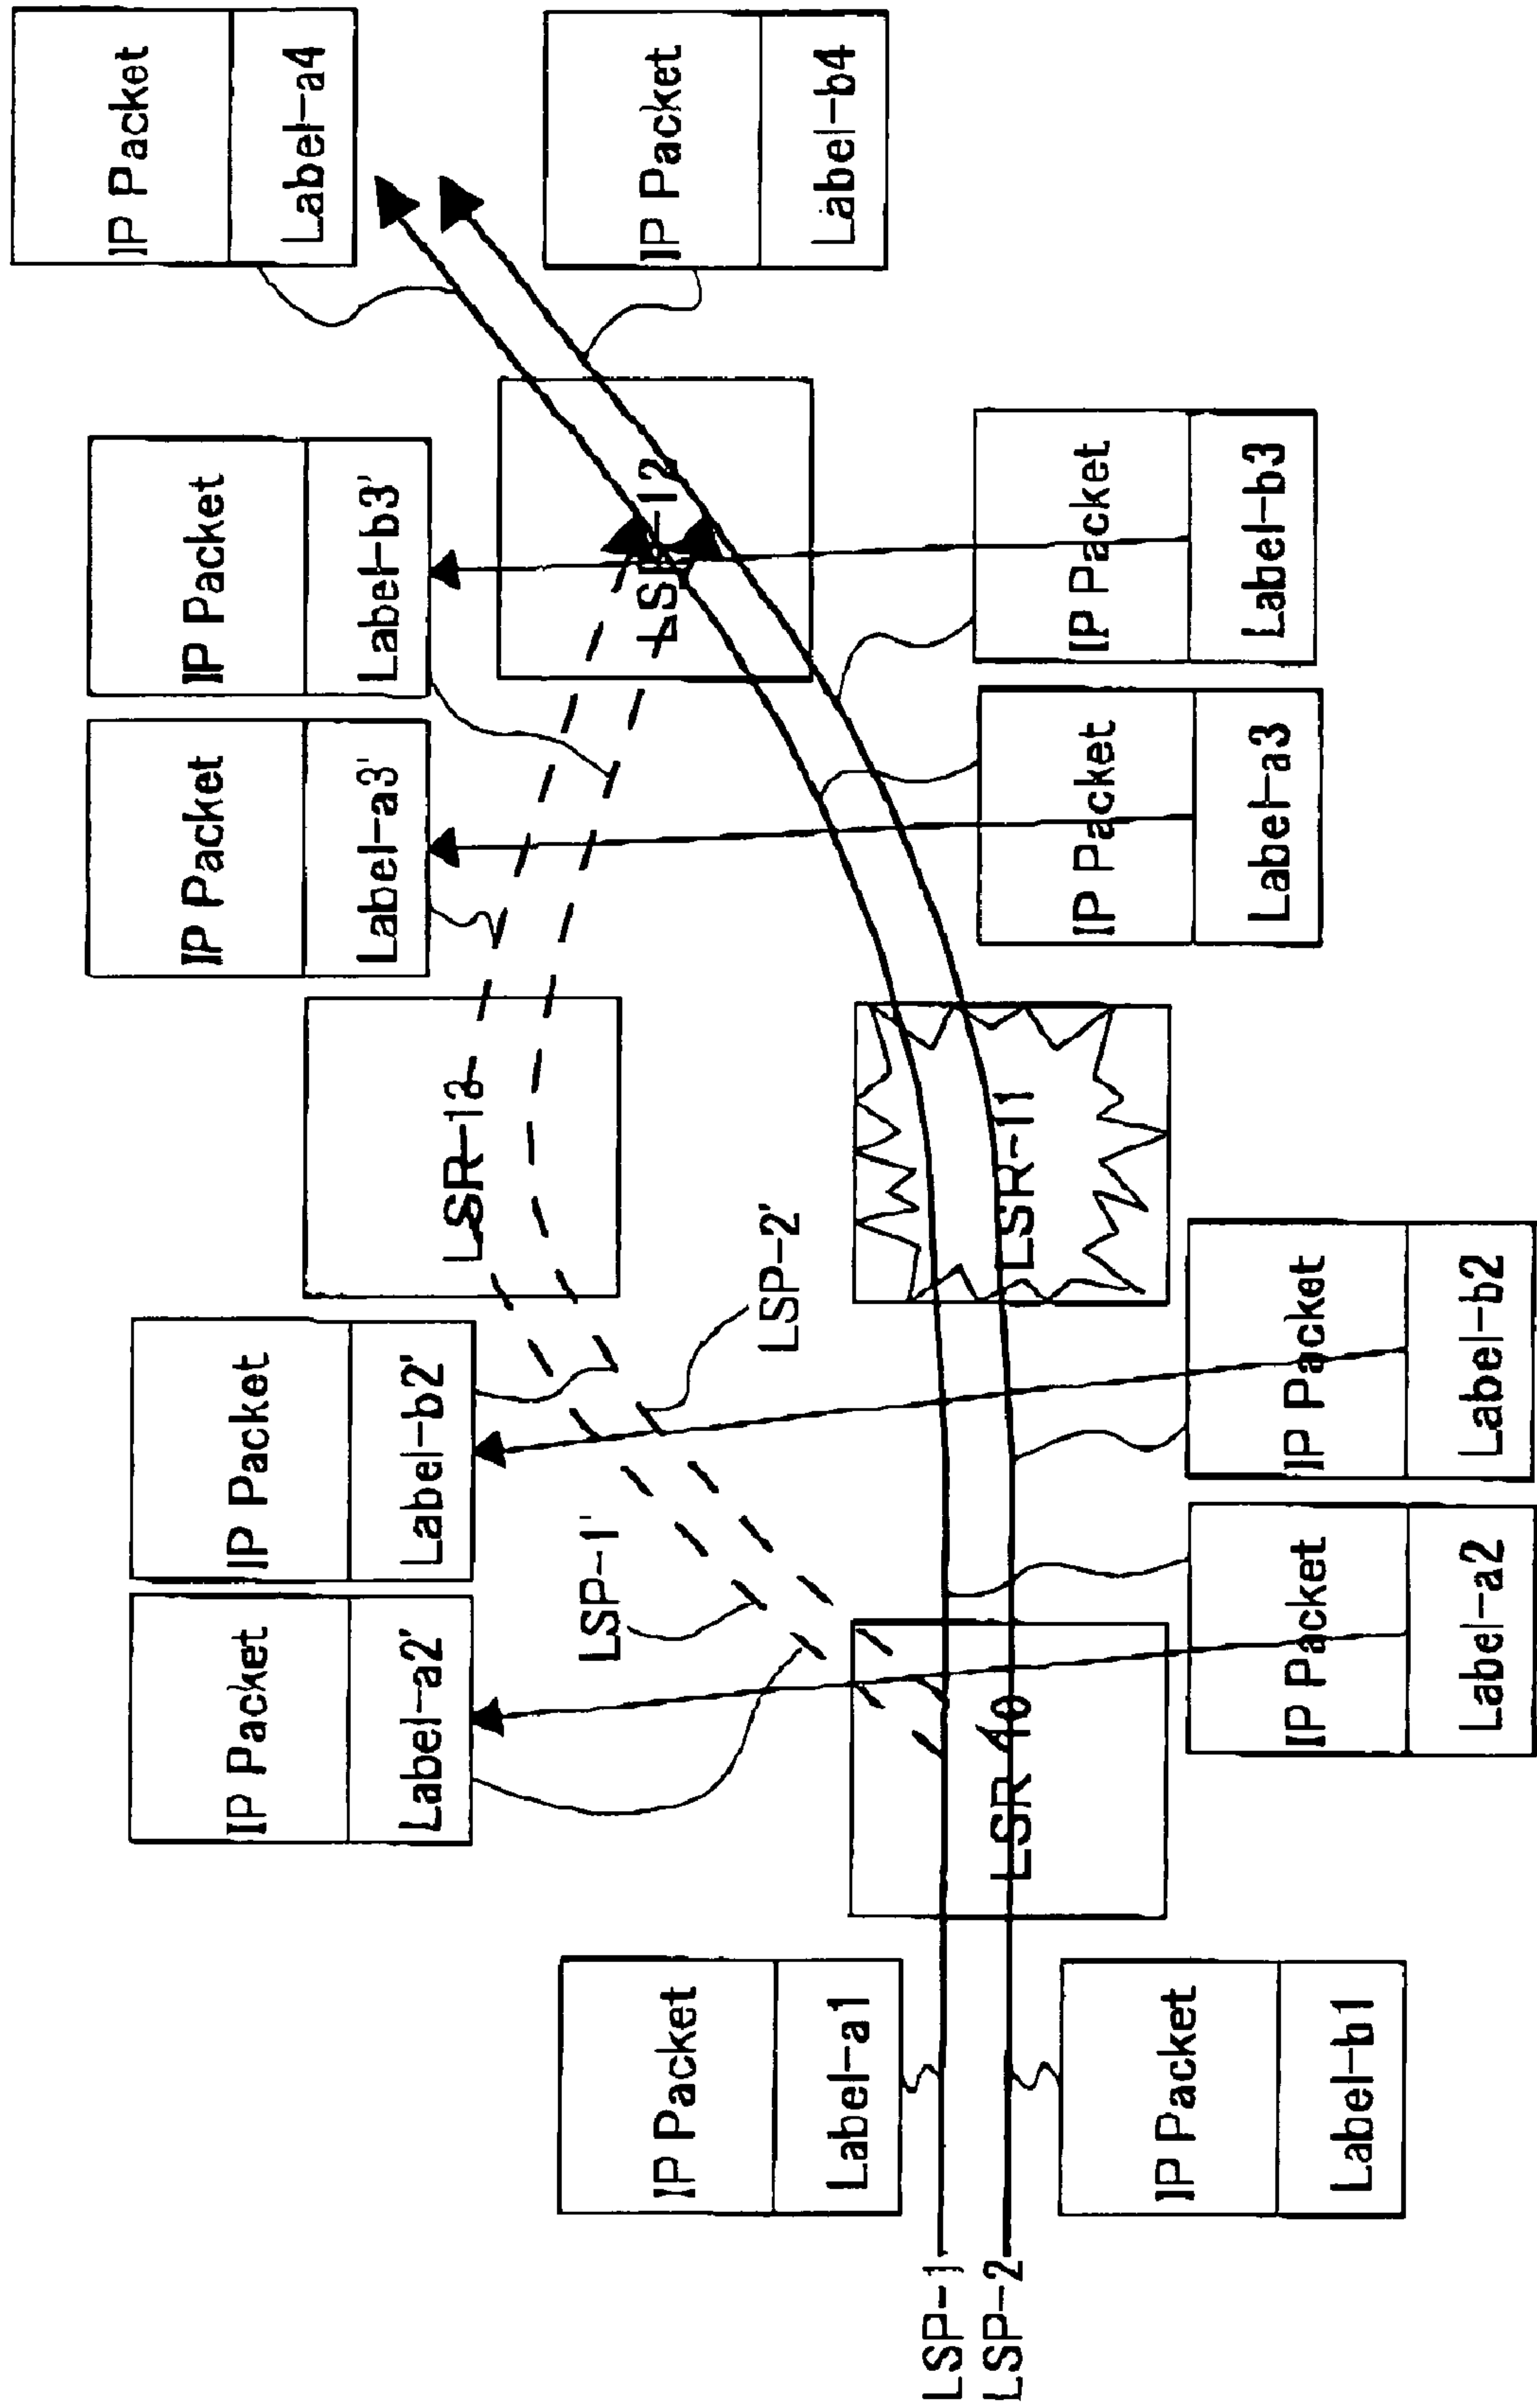 IP Packet
Label-a2'
IP Packet
Label-b2'
IP Packet
Label-a3'
IP Packet
Label-b3'
IP Packet
Label-a4
LSR-13
LSP-1'
LSP-2'
LSR-12
IP Packet
Label-b4
IP Packet
Label-a1
LSP-1
LSP-2
LSR-10
LSR-11
IP Packet
Label-b1
IP Packet
Label-a2
IP Packet
Label-b2
IP Packet
Label-a3
IP Packet
Label-b3